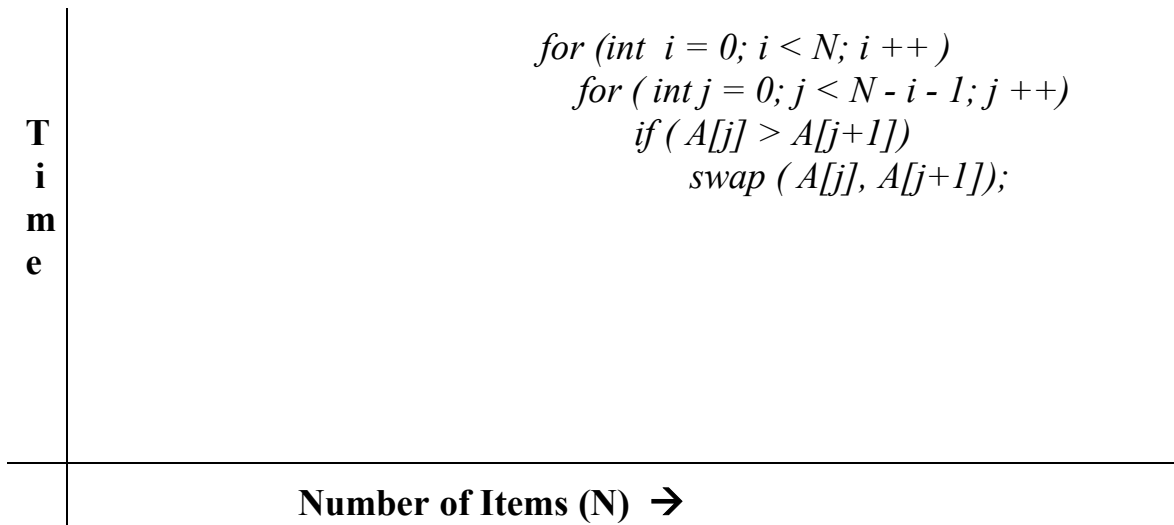 for (int i = 0; i < N; i ++ )
for ( int j = 0; j < N - i - 1; j ++)
if ( A[j] > A[j+1])
swap ( A[j], A[j+1]);
T
i
m
e
Number of Items (N) →